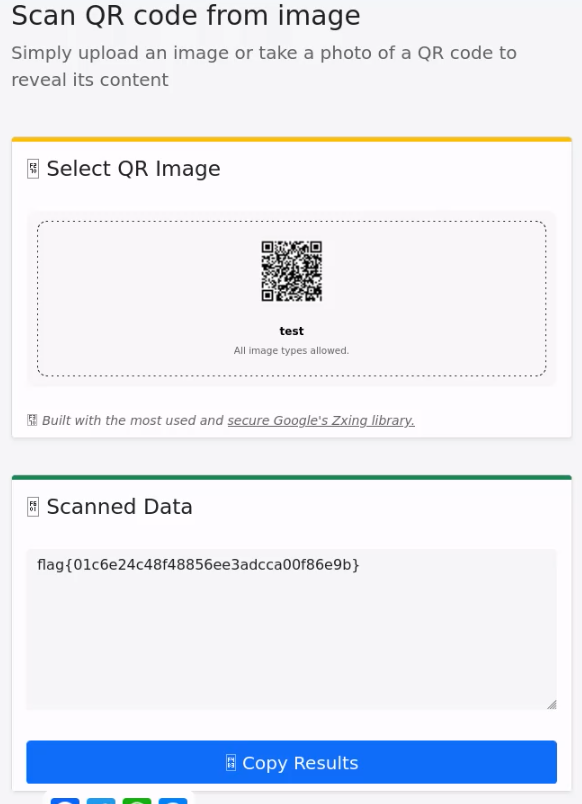 Scan QR code from image
Simply upload an image or take a photo of a QR code to
reveal its content
Select QR Image
test
All image types allowed.
Built with the most used and secure Google's Zxing library.
Scanned Data
flag{01c6e24c48f48856ee3adcca00f86e9b}
Copy Results